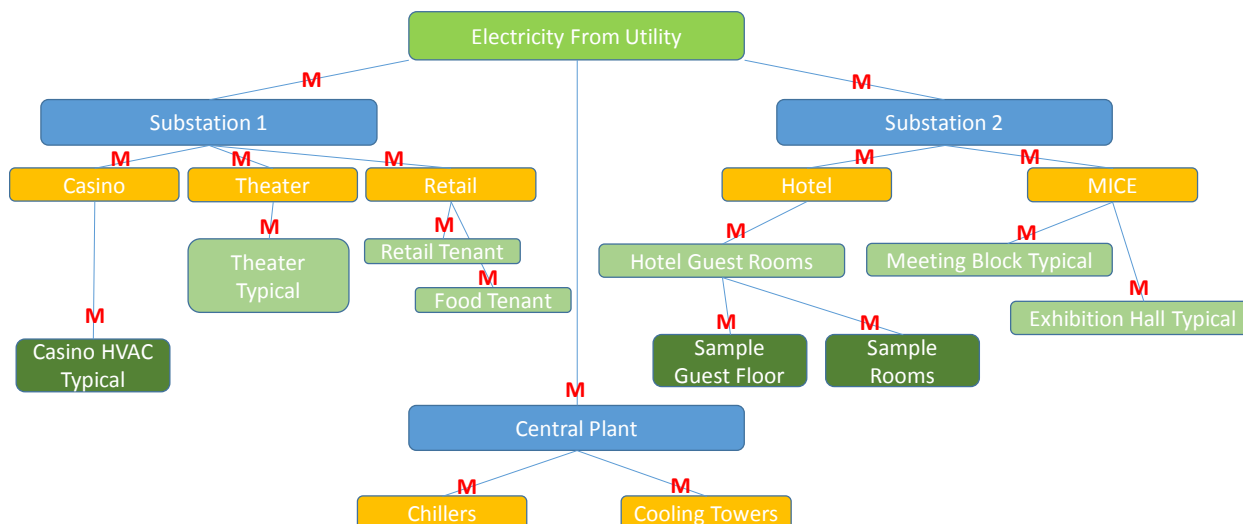 Electricity From Utility
M
M
Substation 1
Substation 2
M
M
M
M
M
Casino
Theater
Retail
Hotel
MICE
M
M
M
M
Theater
Typical
Retail Tenant
Hotel Guest Rooms
Meeting Block Typical
M
M
Food Tenant
M
M
M
Exhibition Hall Typical
Casino HVAC
Typical
Sample
Guest Floor
Sample
Rooms
M
Central Plant
M
M
Chillers
Cooling Towers